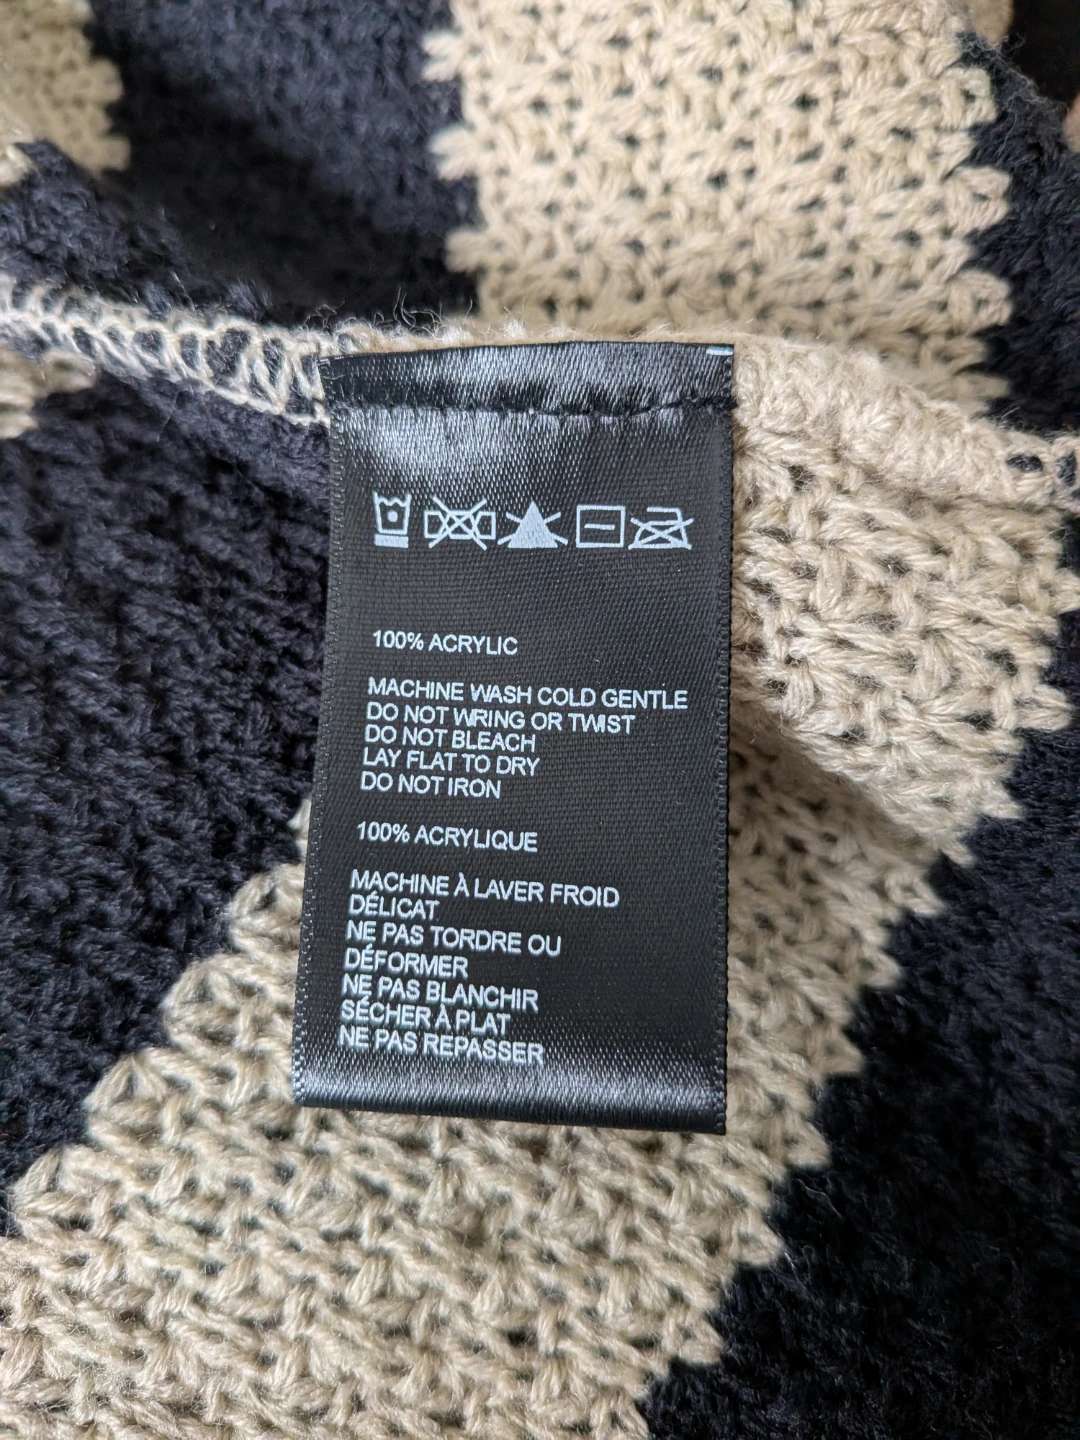 100% ACRYLIC
MACHINE WASH COLD GENTLE
DO NOT WRING OR TWIST
DO NOT BLEACH
LAY FLAT TO DRY
DO NOT IRON
100% ACRYLIQUE
MACHINE À LAVER FROID
DÉLICAT
NE PAS TORDRE OU
DÉFORMER
NE PAS BLANCHIR
SÉCHER À PLAT
NE PAS REPASSER